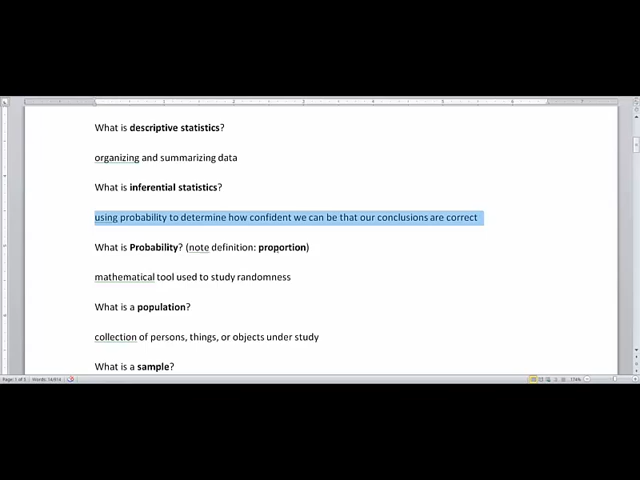 What is descriptive statistics?
organizing and summarizing data
What is inferential statistics?
using probability to determine how confident we can be that our conclusions are correct
What is Probability? (note definition: proportion)
mathematical tool used to study randomness
What is a population?
collection of persons, things, or objects under study
What is a sample?